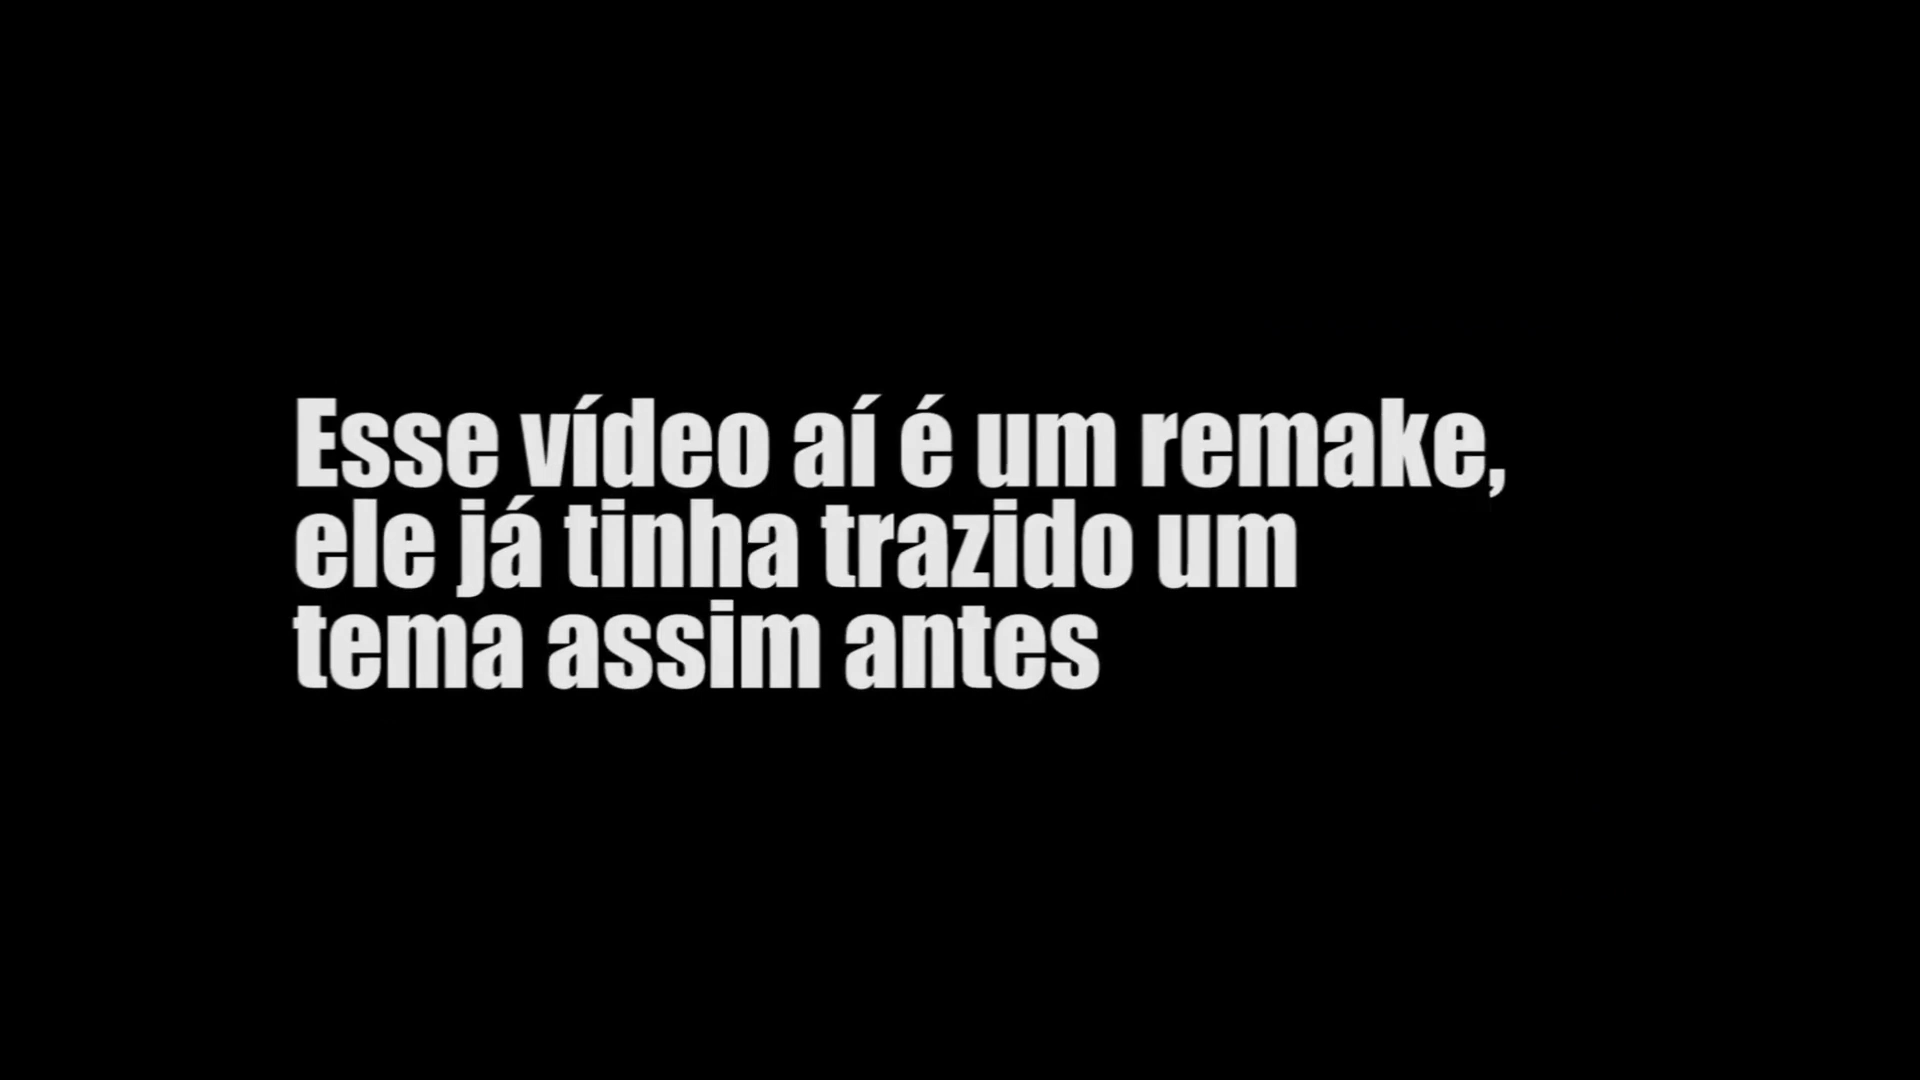 Esse vídeo aí é um remake,
ele já tinha trazido um
tema assim antes